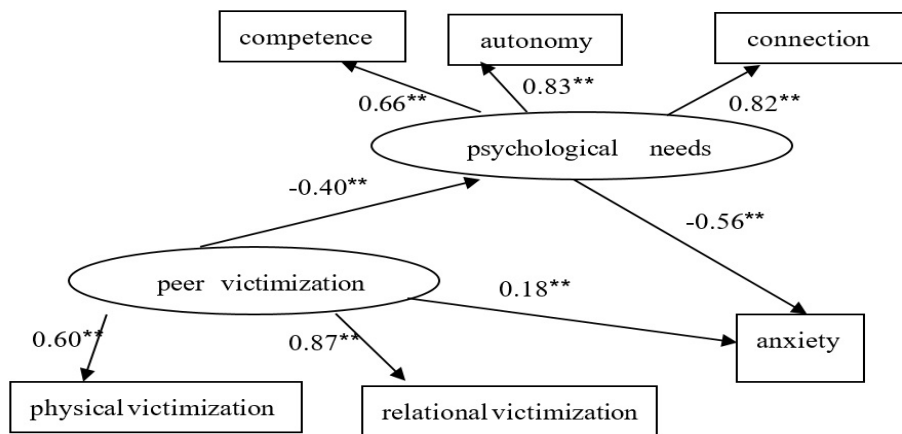 competence
autonomy
connection
0.66**
0.83**
0.82**
psychological needs
-0.40**
-0.56**
peer victimization
0.18**
0.60**
0.87**
anxiety
physical victimization
relational victimization